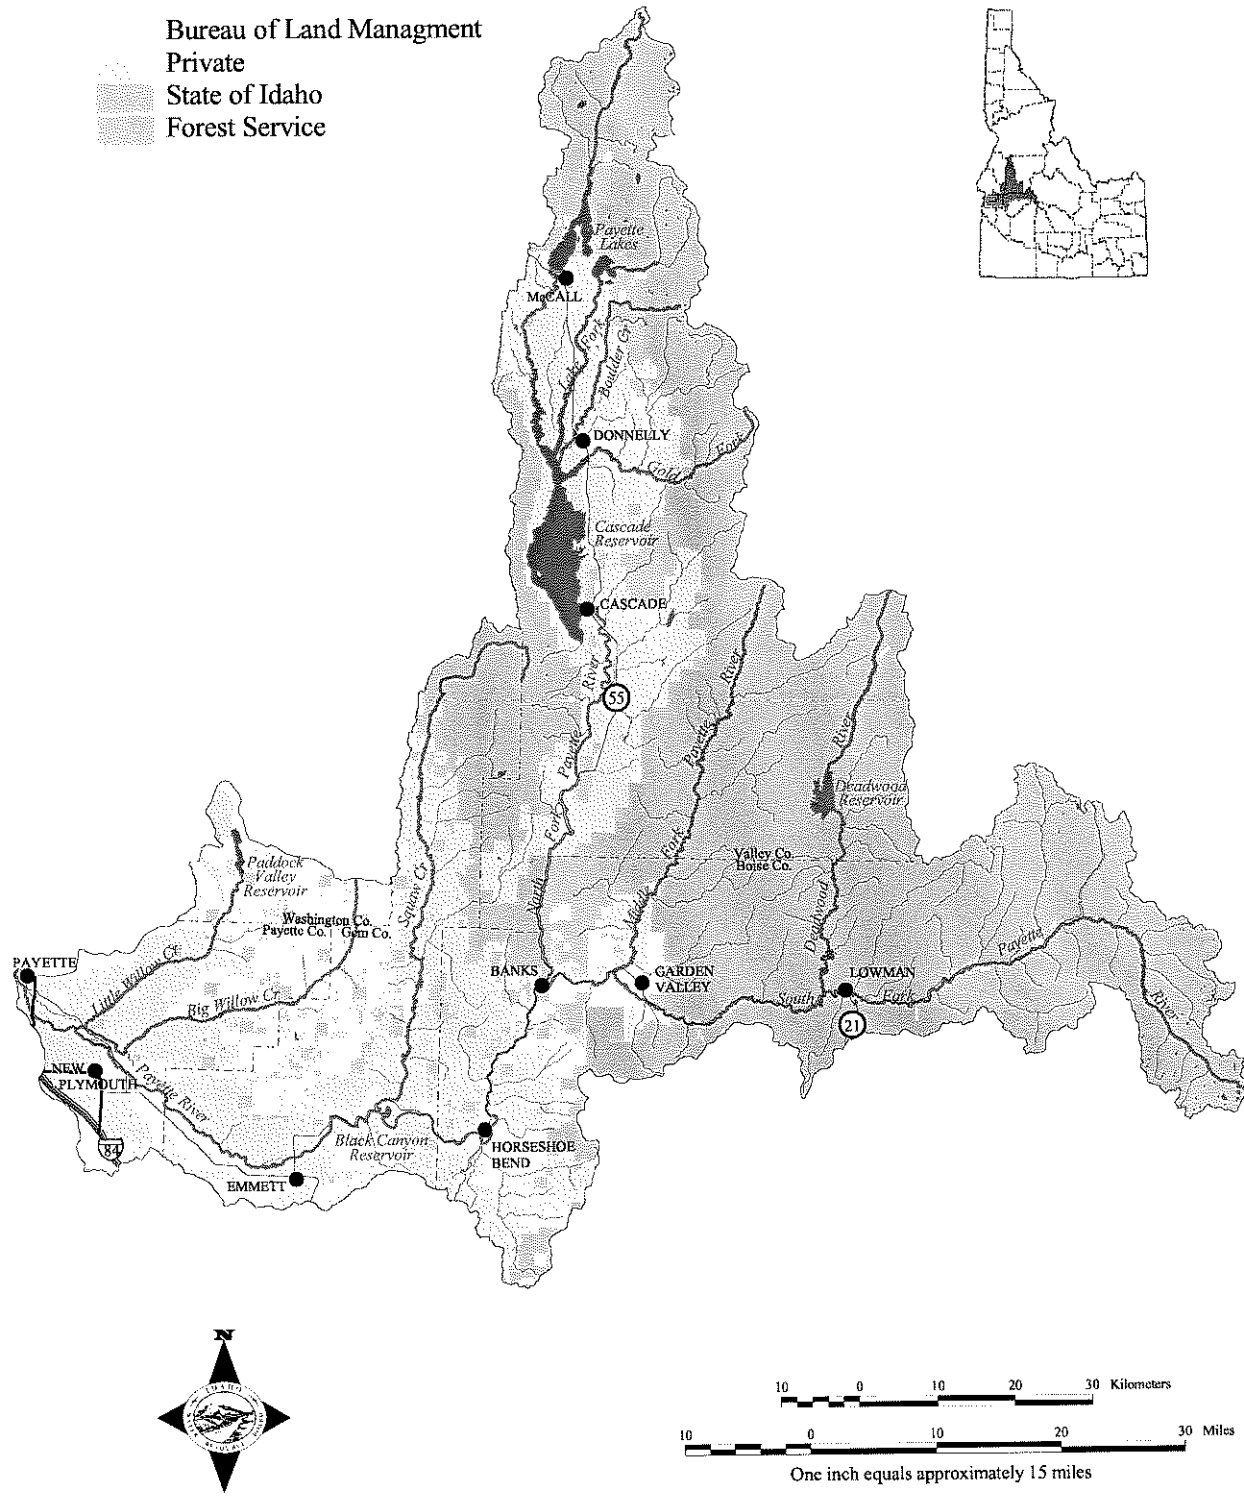 Bureau of Land Managment
Private
State of Idaho
Forest Service
Payette
Lakes
McCALL
Lake Fork
Boulder Cr
DONNELLY
Gold Fork
Cascade
Reservoir
CASCADE
55
North Fork Payette River
Middle Fork Payette River
Deadwood River
Deadwood
Reservoir
Valley Co.
Boise Co.
Squaw Cr
Paddock
Valley
Reservoir
Washington Co.
Payette Co.
Gem Co.
PAYETTE
Little Willow Cr
Big Willow Cr
BANKS
GARDEN
VALLEY
LOWMAN
South Fork Payette River
21
NEW
PLYMOUTH
Payette River
84
Black Canyon
Reservoir
HORSESHOE
BEND
EMMETT
N
IDAHO
10 0 10 20 30 Kilometers
10 0 10 20 30 Miles
One inch equals approximately 15 miles